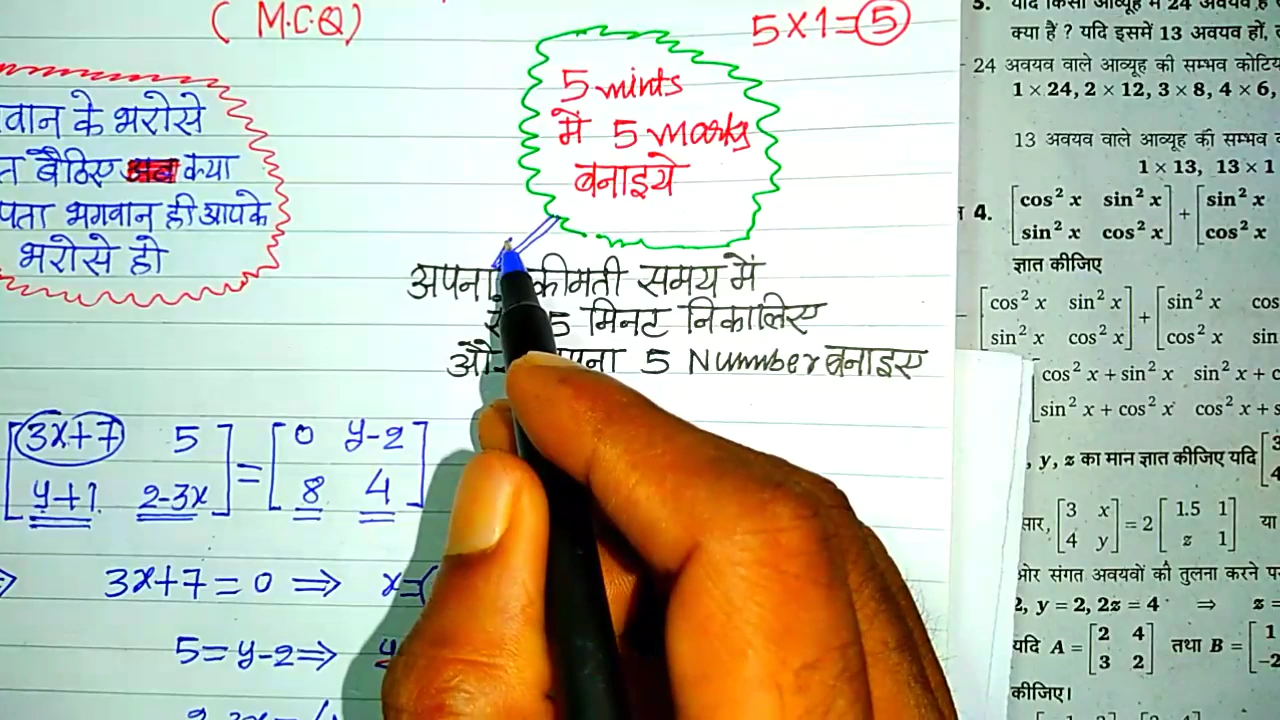 ( M.C.Q)
5×1=5
5 mints
में 5 marks
बनाइये
वान के भरोसे
बैठिए क्या
पता भगवान ही आपके
भरोसे हो
अपना कीमती समय में
5 मिनट निकालिए
5 Number बनाइए
[3x+7 5] = [0 y-2]
[y+1 2-3x] [8 4]
3x+7=0 ⇒ x=
5=y-2⇒
5. यदि किसी आव्यूह में 24 अवयव हैं
क्या हैं ? यदि इसमें 13 अवयव हों,
24 अवयव वाले आव्यूह की सम्भव कोटिय
1 × 24, 2 × 12, 3 × 8, 4 × 6,
13 अवयव वाले आव्यूह की सम्भव
1 × 13, 13 × 1
4. [cos² x sin² x] + [sin² x
[sin² x cos² x] [cos² x
ज्ञात कीजिए
[cos² x sin² x] + [sin² x cos
[sin² x cos² x] [cos² x sin
[cos² x + sin² x sin² x + c
[sin² x + cos² x cos² x + s
, y, z का मान ज्ञात कीजिए यदि [3
[4
सार, [3 x] = 2 [1.5 1] या
[4 y] [z 1]
ओर संगत अवयवों की तुलना करने प
2, y = 2, 2z = 4 ⇒ z =
यदि A = [2 4] तथा B = [1
[3 2] [-2
कीजिए।